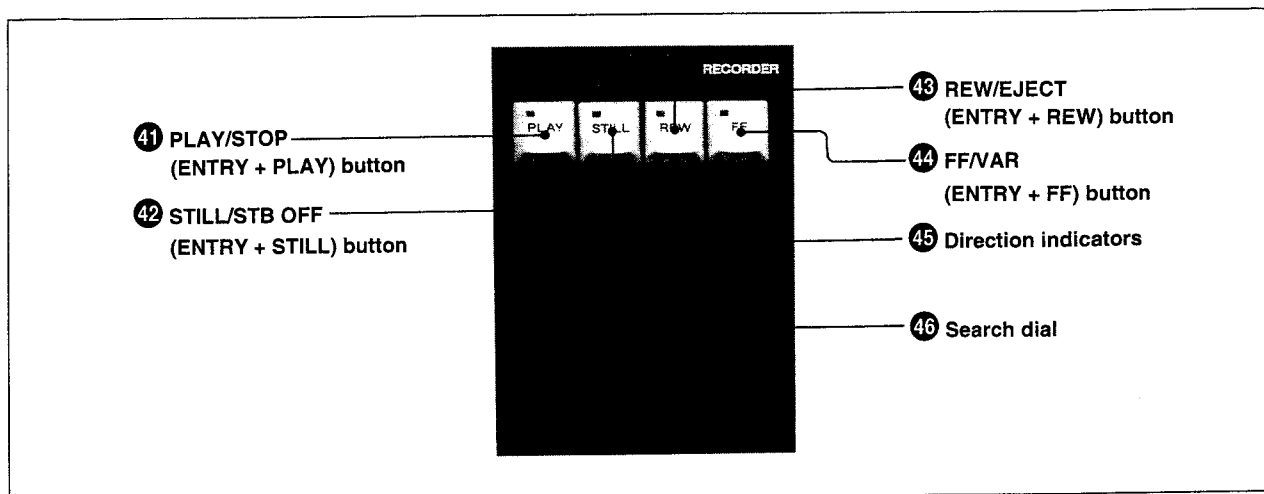 RECORDER
PLAY STILL REW FF
41 PLAY/STOP
(ENTRY + PLAY) button
42 STILL/STB OFF
(ENTRY + STILL) button
43 REW/EJECT
(ENTRY + REW) button
44 FF/VAR
(ENTRY + FF) button
45 Direction indicators
46 Search dial